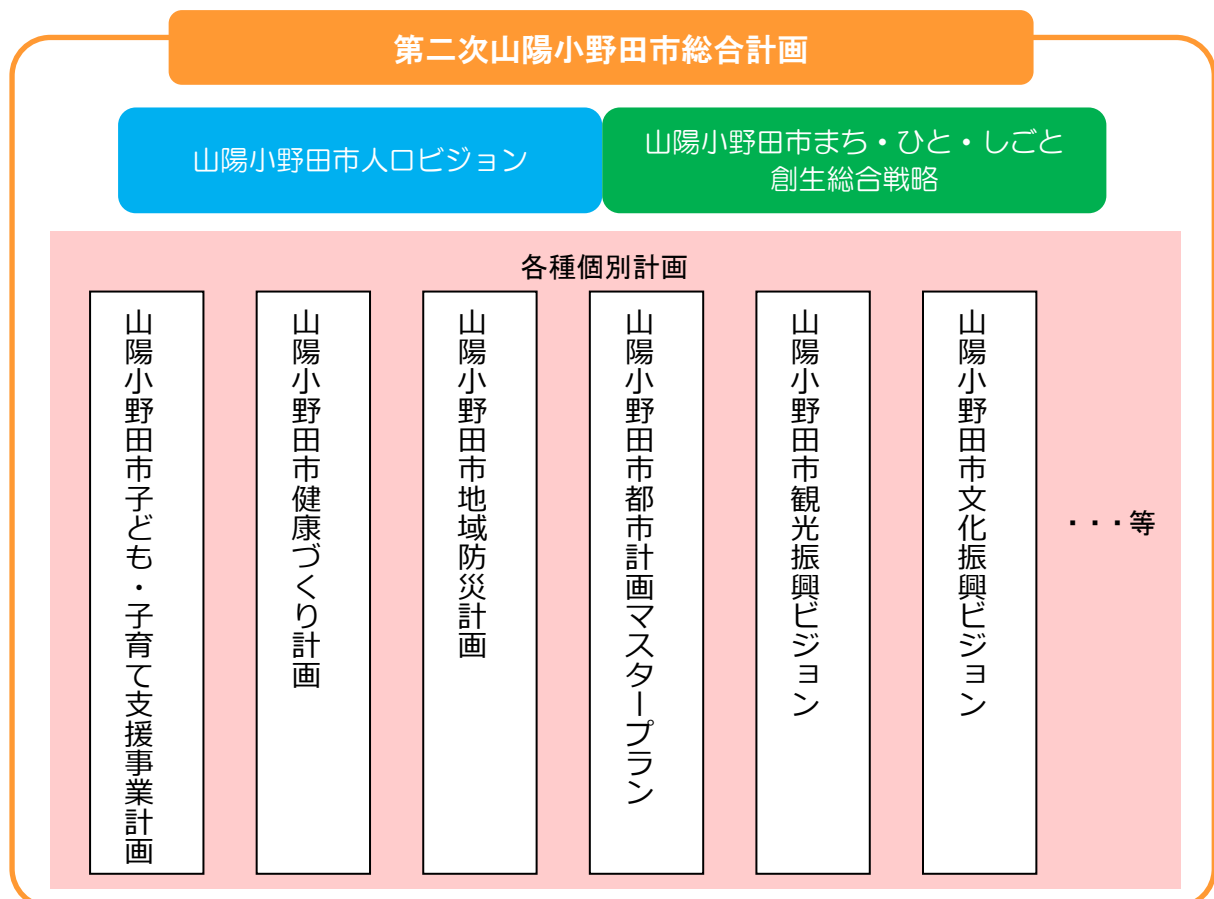 第二次山陽小野田市総合計画
山陽小野田市人口ビジョン
山陽小野田市まち・ひと・しごと
創生総合戦略
各種個別計画
山陽小野田市子ども・子育て支援事業計画
山陽小野田市健康づくり計画
山陽小野田市地域防災計画
山陽小野田市都市計画マスタープラン
山陽小野田市観光振興ビジョン
山陽小野田市文化振興ビジョン
・・・等